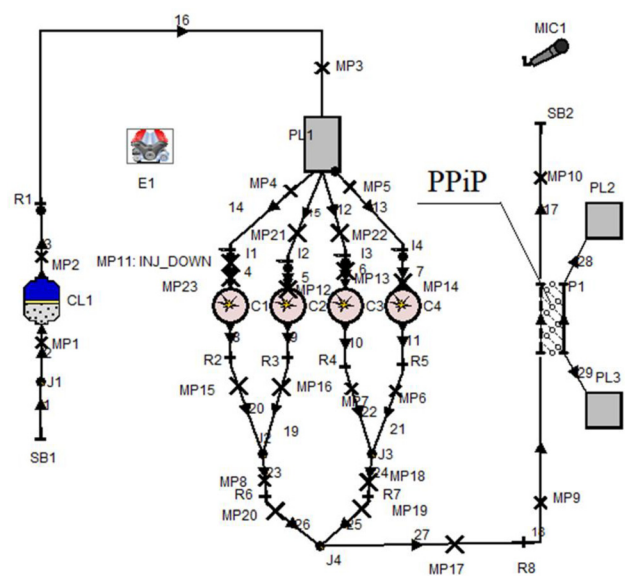 16
MIC1
MP3
SB2
PL1
E1
PPiP
MP10
PL2
MP4
MP5
R1
14
15
12
13
17
3
MP21
MP22
MP2
I1
I2
I3
I4
28
MP11: INJ_DOWN
4
5
6
7
P1
MP23
MP12
MP13
MP14
CL1
C1
C2
C3
C4
MP1
2
8
9
10
11
R2
R3
R4
R5
29
PL3
J1
MP15
MP16
MP7
MP6
1
20
19
22
21
SB1
J2
J3
23
24
MP8
MP18
R6
R7
MP9
MP20
MP19
26
25
27
18
J4
MP17
R8